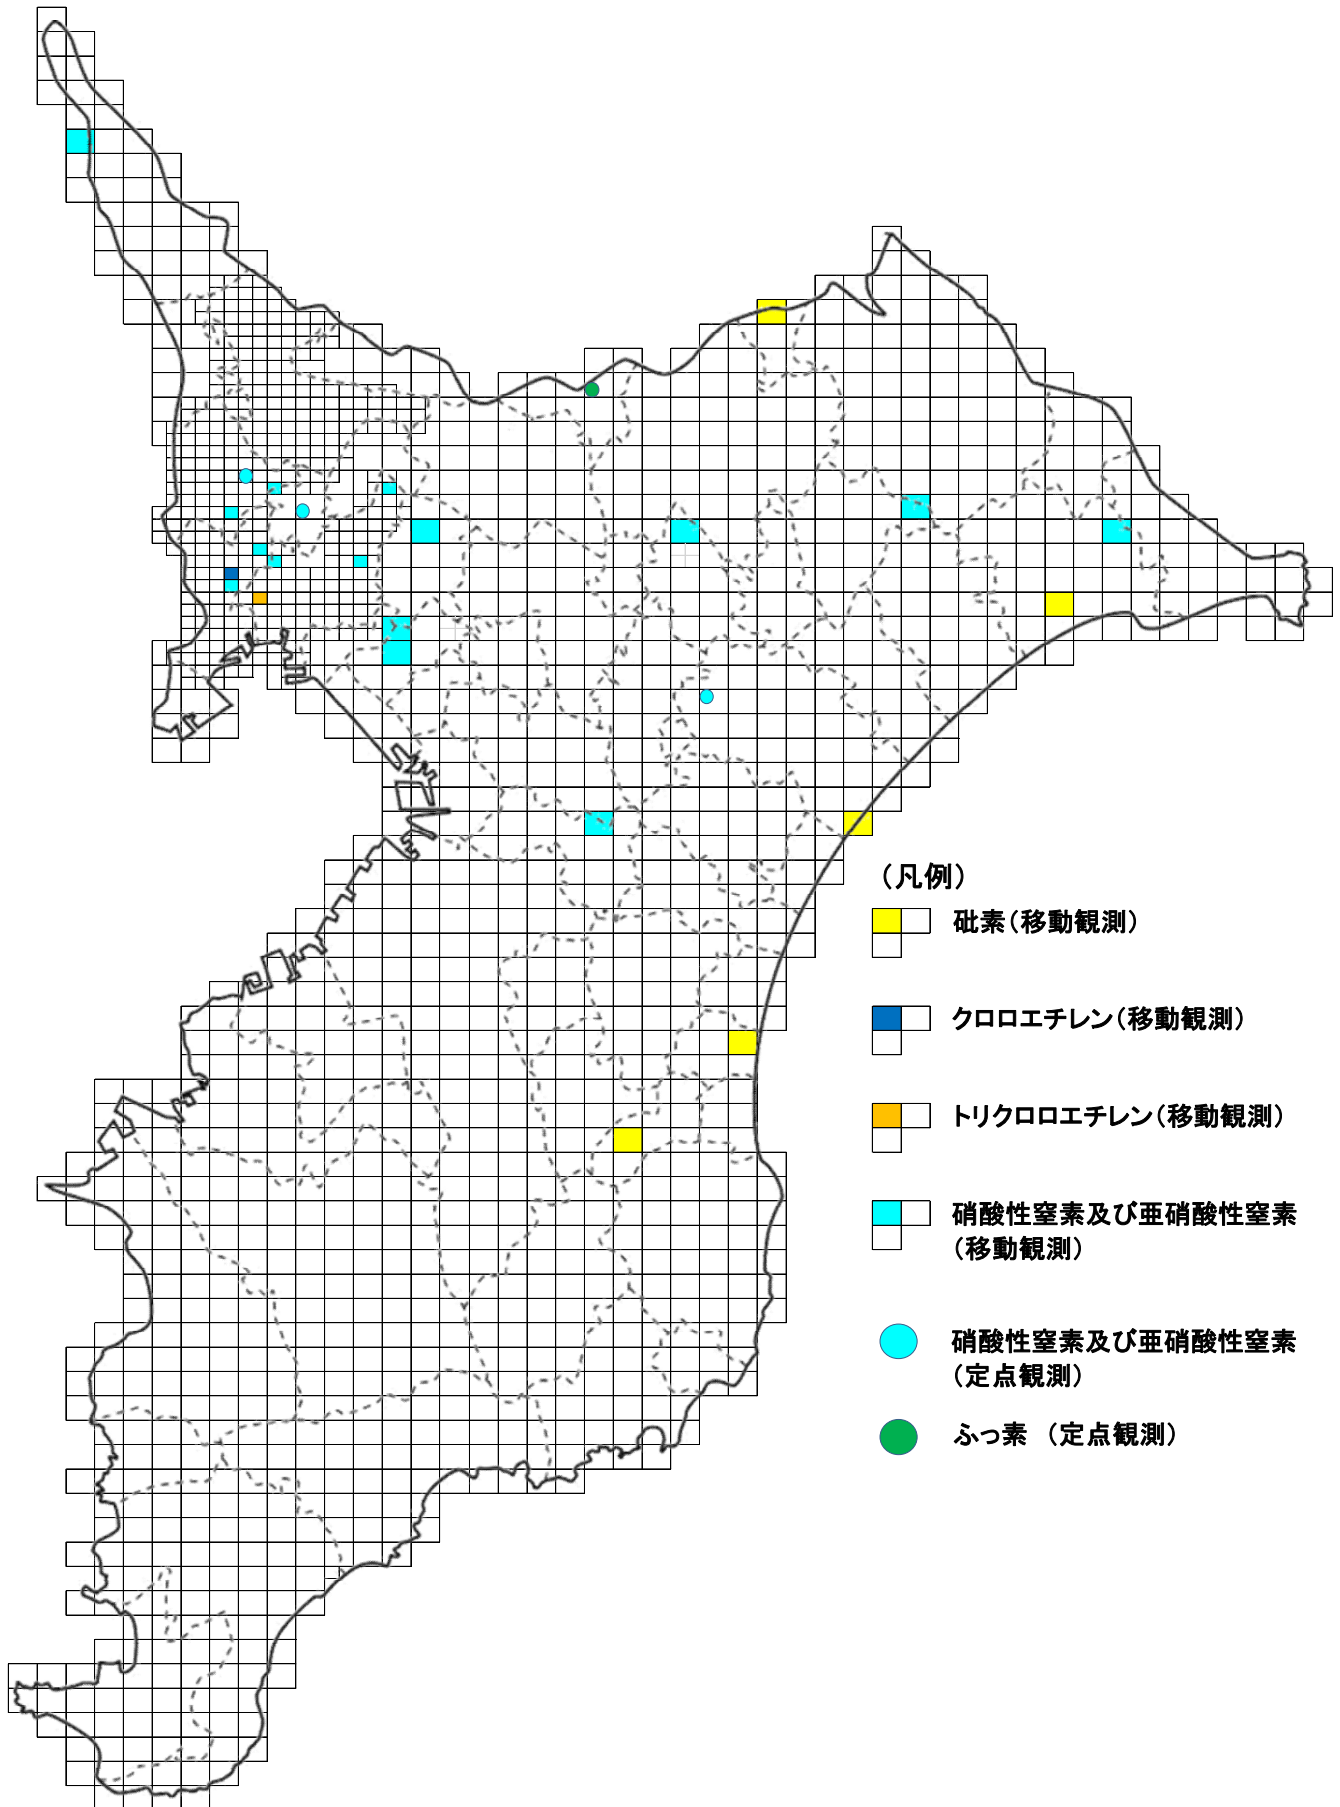 （凡例）
砒素（移動観測）
クロロエチレン（移動観測）
トリクロロエチレン（移動観測）
硝酸性窒素及び亜硝酸性窒素
（移動観測）
硝酸性窒素及び亜硝酸性窒素
（定点観測）
ふっ素　（定点観測）